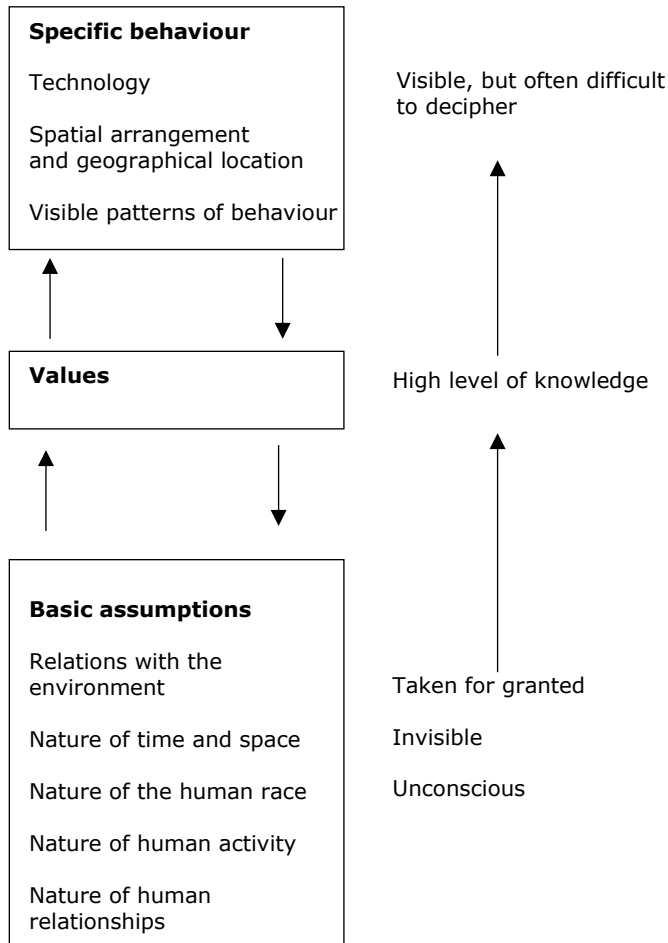 Specific behaviour
Technology
Spatial arrangement
and geographical location
Visible patterns of behaviour
Visible, but often difficult
to decipher
Values
High level of knowledge
Basic assumptions
Relations with the
environment
Nature of time and space
Nature of the human race
Nature of human activity
Nature of human
relationships
Taken for granted
Invisible
Unconscious